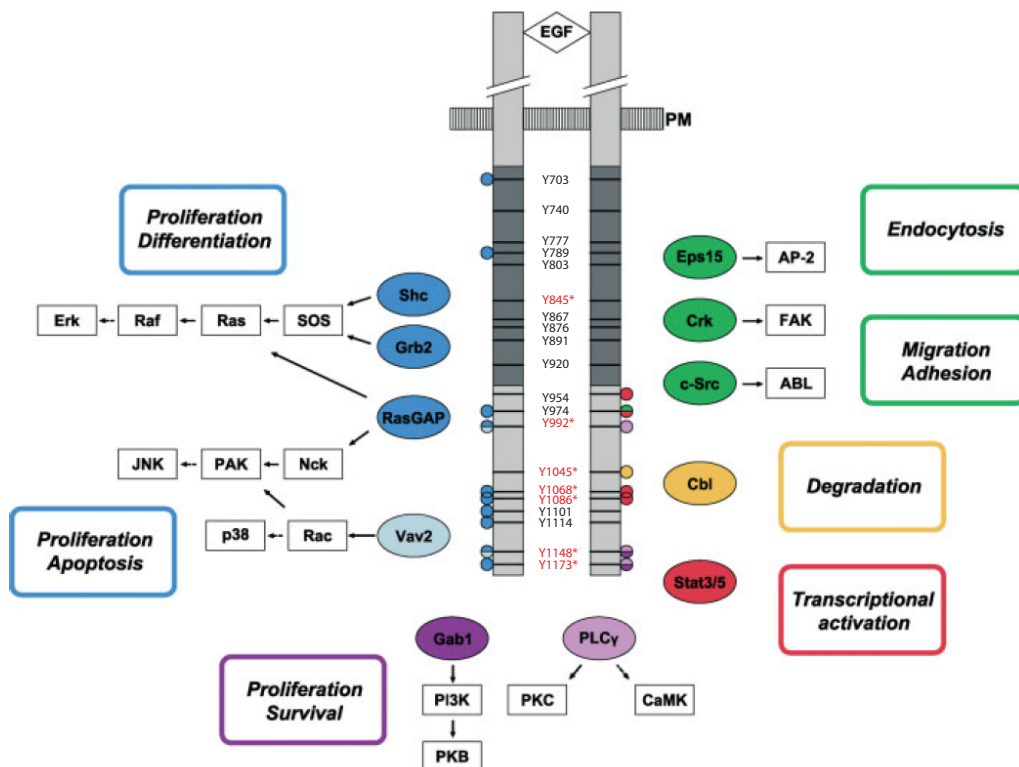 EGF
PM
Y703
Y740
Y777
Y789
Y803
Y845*
Y867
Y876
Y891
Y920
Y954
Y974
Y992*
Y1045*
Y1068*
Y1086*
Y1101
Y1114
Y1148*
Y1173*
Proliferation
Differentiation
Shc
Erk
Raf
Ras
SOS
Grb2
RasGAP
JNK
PAK
Nck
p38
Rac
Vav2
Proliferation
Apoptosis
Endocytosis
Eps15
AP-2
Crk
FAK
Migration
Adhesion
c-Src
ABL
Cbl
Degradation
Stat3/5
Transcriptional
activation
Gab1
PI3K
PKB
Proliferation
Survival
PLCγ
PKC
CaMK